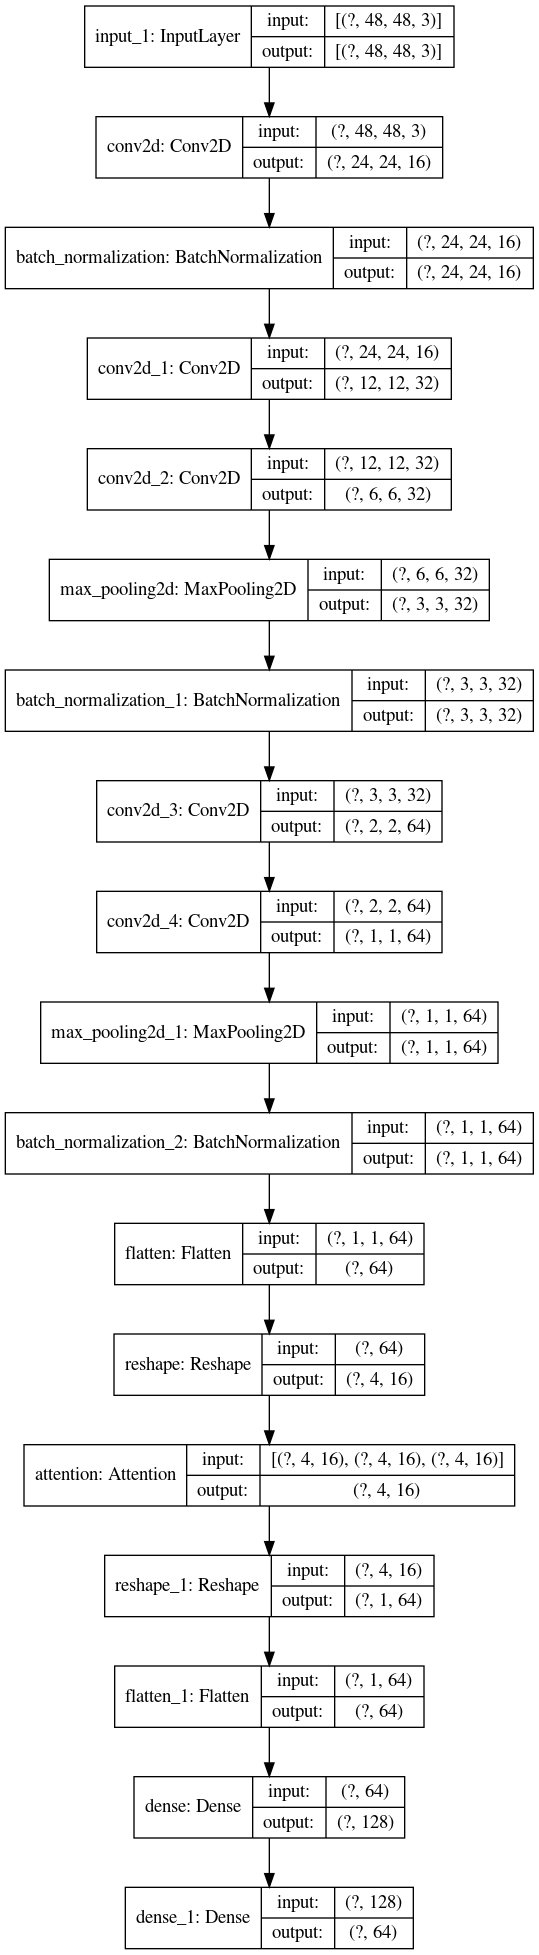 input_1: InputLayer input: [(?, 48, 48, 3)]
output: [(?, 48, 48, 3)]
conv2d: Conv2D input: (?, 48, 48, 3)
output: (?, 24, 24, 16)
batch_normalization: BatchNormalization input: (?, 24, 24, 16)
output: (?, 24, 24, 16)
conv2d_1: Conv2D input: (?, 24, 24, 16)
output: (?, 12, 12, 32)
conv2d_2: Conv2D input: (?, 12, 12, 32)
output: (?, 6, 6, 32)
max_pooling2d: MaxPooling2D input: (?, 6, 6, 32)
output: (?, 3, 3, 32)
batch_normalization_1: BatchNormalization input: (?, 3, 3, 32)
output: (?, 3, 3, 32)
conv2d_3: Conv2D input: (?, 3, 3, 32)
output: (?, 2, 2, 64)
conv2d_4: Conv2D input: (?, 2, 2, 64)
output: (?, 1, 1, 64)
max_pooling2d_1: MaxPooling2D input: (?, 1, 1, 64)
output: (?, 1, 1, 64)
batch_normalization_2: BatchNormalization input: (?, 1, 1, 64)
output: (?, 1, 1, 64)
flatten: Flatten input: (?, 1, 1, 64)
output: (?, 64)
reshape: Reshape input: (?, 64)
output: (?, 4, 16)
attention: Attention input: [(?, 4, 16), (?, 4, 16), (?, 4, 16)]
output: (?, 4, 16)
reshape_1: Reshape input: (?, 4, 16)
output: (?, 1, 64)
flatten_1: Flatten input: (?, 1, 64)
output: (?, 64)
dense: Dense input: (?, 64)
output: (?, 128)
dense_1: Dense input: (?, 128)
output: (?, 64)